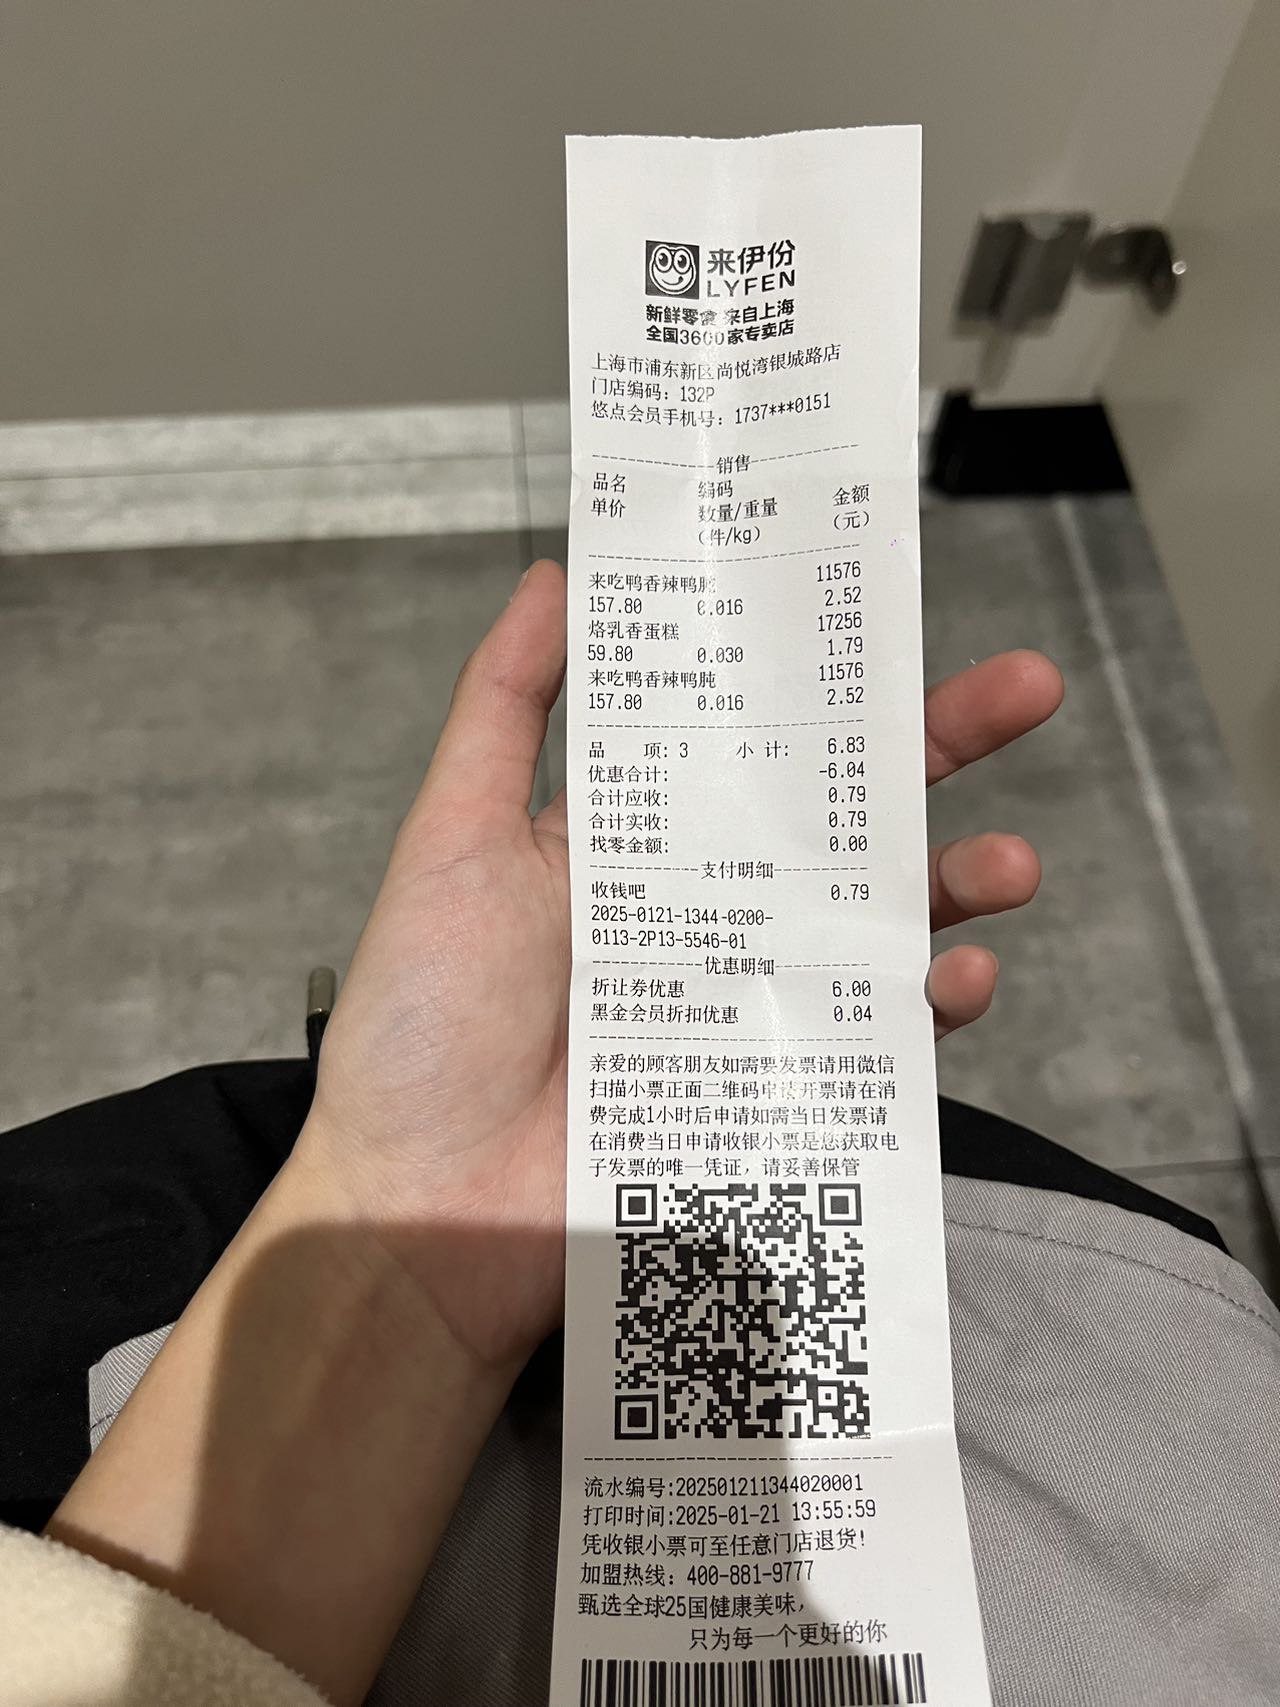 来伊份
LYFEN
新鲜零食 来自上海
全国3600家专卖店
上海市浦东新区尚悦湾银城路店
门店编码：132P
悠点会员手机号：1737***0151
销售
品名 编码 金额
单价 数量/重量 (元)
(件/kg)
来吃鸭香辣鸭肫 11576
157.80 0.016 2.52
烙乳香蛋糕 17256
59.80 0.030 1.79
来吃鸭香辣鸭肫 11576
157.80 0.016 2.52
品 项: 3 小 计: 6.83
优惠合计: -6.04
合计应收: 0.79
合计实收: 0.79
找零金额: 0.00
支付明细
收钱吧 0.79
2025-0121-1344-0200-
0113-2P13-5546-01
优惠明细
折让券优惠 6.00
黑金会员折扣优惠 0.04
亲爱的顾客朋友如需要发票请用微信
扫描小票正面二维码申请开票请在消
费完成1小时后申请如需当日发票请
在消费当日申请收银小票是您获取电
子发票的唯一凭证，请妥善保管
流水编号:202501211344020001
打印时间:2025-01-21 13:55:59
凭收银小票可至任意门店退货!
加盟热线：400-881-9777
甄选全球25国健康美味，
只为每一个更好的你